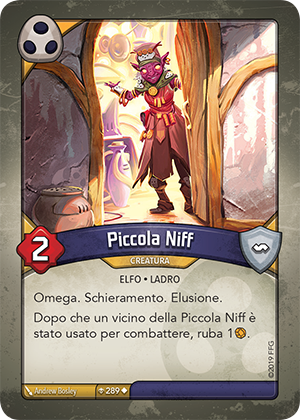 Piccola Niff
CREATURA
2
ELFO • LADRO
Omega. Schieramento. Elusione.
Dopo che un vicino della Piccola Niff è
stato usato per combattere, ruba 1.
Andrew Bosley
289
©2019 FFG